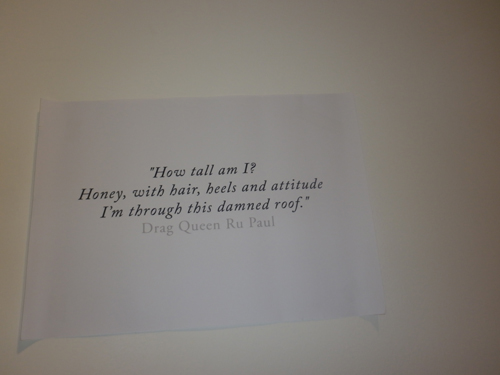 "How tall am I?
Honey, with hair, heels and attitude
I'm through this damned roof."
Drag Queen Ru Paul